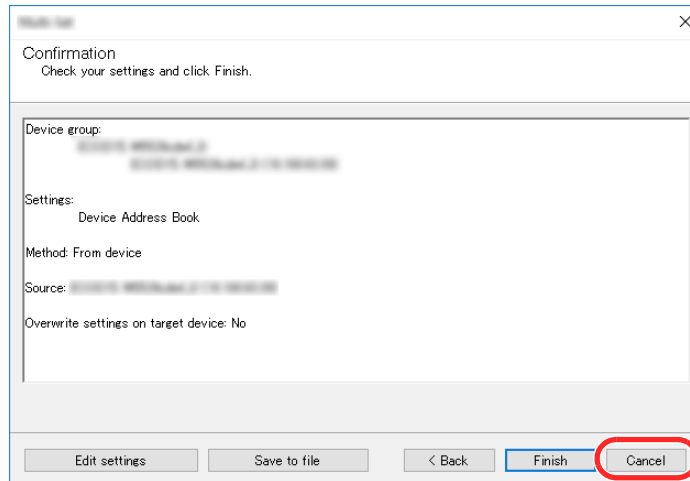 Confirmation
Check your settings and click Finish.
Device group:
Settings:
Device Address Book
Method: From device
Source:
Overwrite settings on target device: No
Edit settings
Save to file
< Back
Finish
Cancel